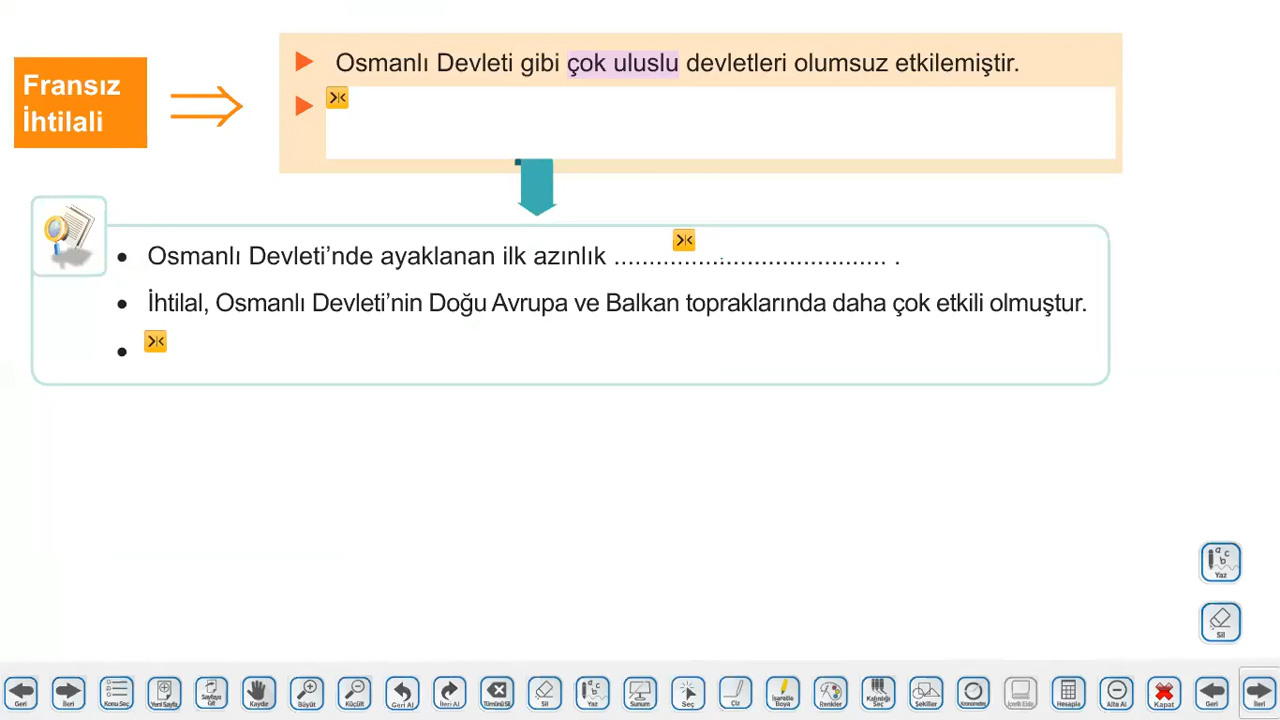 Fransız
İhtilali
Osmanlı Devleti gibi çok uluslu devletleri olumsuz etkilemiştir.
• Osmanlı Devleti’nde ayaklanan ilk azınlık ....................................... .
• İhtilal, Osmanlı Devleti’nin Doğu Avrupa ve Balkan topraklarında daha çok etkili olmuştur.
•
Yaz
Sil
Geri İleri Konu Seç Yeni Sayfa Sayfaya Git Kaydır Büyüt Küçült Geri Al İleri Al Tümünü Sil Sil Yaz Sunum Seç Çiz İşaretle Boya Renkler Kalınlığı Seç Şekiller Kronometre İçerik Ekle Hesapla Alta Al Kapat Geri İleri